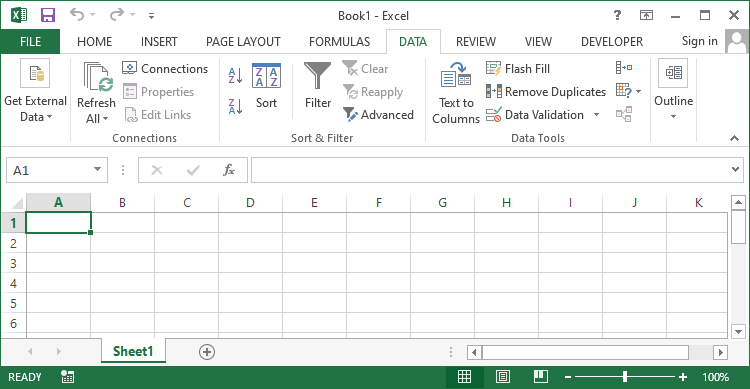 Book1 - Excel
FILE HOME INSERT PAGE LAYOUT FORMULAS DATA REVIEW VIEW DEVELOPER Sign in
Get External Data
Refresh All
Connections
Properties
Edit Links
Connections
A Z
Z A
Z A A Z
Sort
Filter
Clear
Reapply
Advanced
Sort & Filter
Text to Columns
Flash Fill
Remove Duplicates
Data Validation
Data Tools
Outline
A1 fx
A B C D E F G H I J K
1
2
3
4
5
6
Sheet1
READY 100%